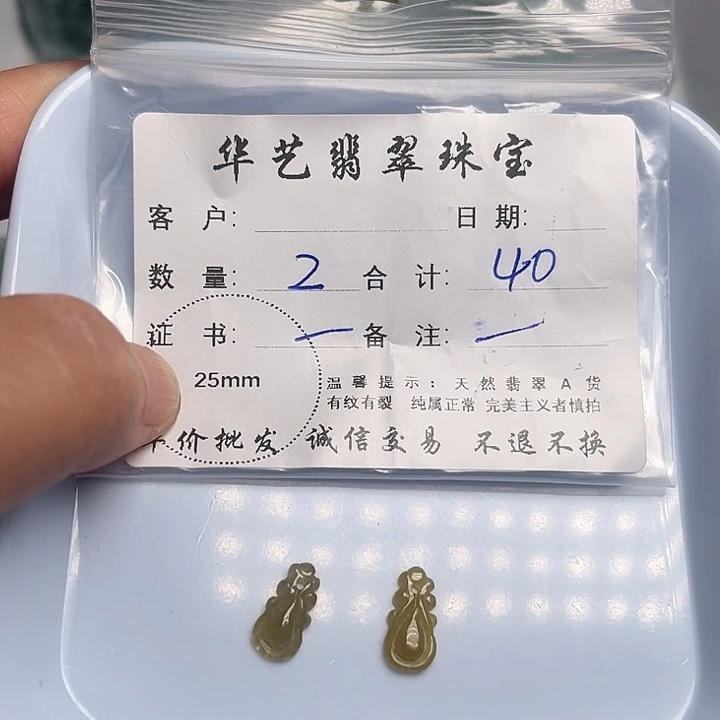 华艺翡翠珠宝
客 户: 日 期:
数 量: 2 合 计: 40
证 书: 一 备 注: 一
25mm 温馨提示: 天然翡翠A货
有纹有裂 纯属正常 完美主义者慎拍
价批发 诚信交易 不退不换